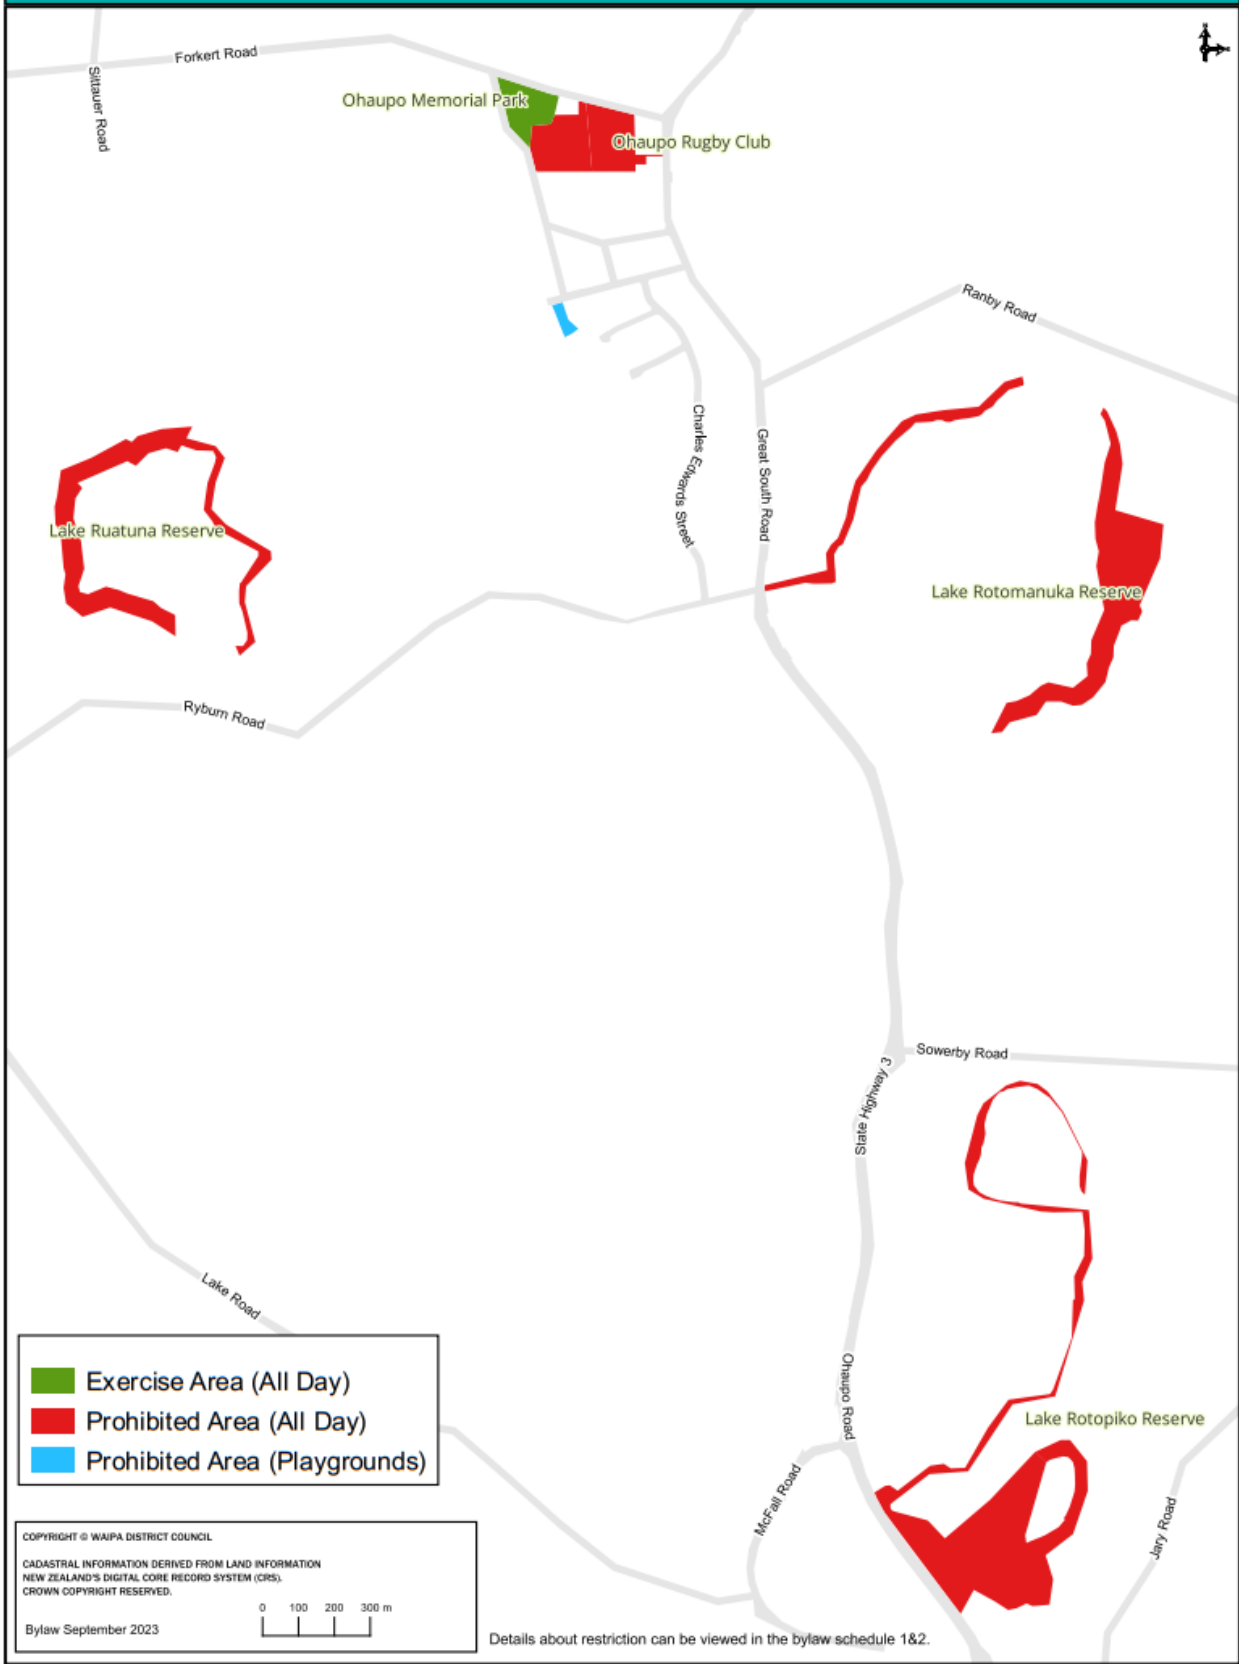 Forkert Road
Sittauer Road
Ohaupo Memorial Park
Ohaupo Rugby Club
Ranby Road
Charles Edwards Street
Great South Road
Lake Ruatuna Reserve
Lake Rotomanuka Reserve
Ryburn Road
Sowerby Road
State Highway 3
Lake Road
Ohaupo Road
Lake Rotopiko Reserve
McFall Road
Jary Road
Exercise Area (All Day)
Prohibited Area (All Day)
Prohibited Area (Playgrounds)
COPYRIGHT © WAIPA DISTRICT COUNCIL
CADASTRAL INFORMATION DERIVED FROM LAND INFORMATION
NEW ZEALAND'S DIGITAL CORE RECORD SYSTEM (CRS).
CROWN COPYRIGHT RESERVED.
0 100 200 300 m
Bylaw September 2023
Details about restriction can be viewed in the bylaw schedule 1&2.